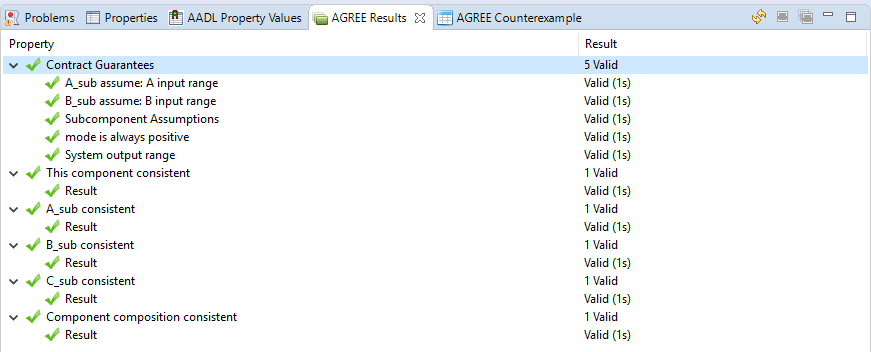 Problems Properties AADL Property Values AGREE Results AGREE Counterexample
Property Result
Contract Guarantees 5 Valid
A_sub assume: A input range Valid (1s)
B_sub assume: B input range Valid (1s)
Subcomponent Assumptions Valid (1s)
mode is always positive Valid (1s)
System output range Valid (1s)
This component consistent 1 Valid
Result Valid (1s)
A_sub consistent 1 Valid
Result Valid (1s)
B_sub consistent 1 Valid
Result Valid (1s)
C_sub consistent 1 Valid
Result Valid (1s)
Component composition consistent 1 Valid
Result Valid (1s)